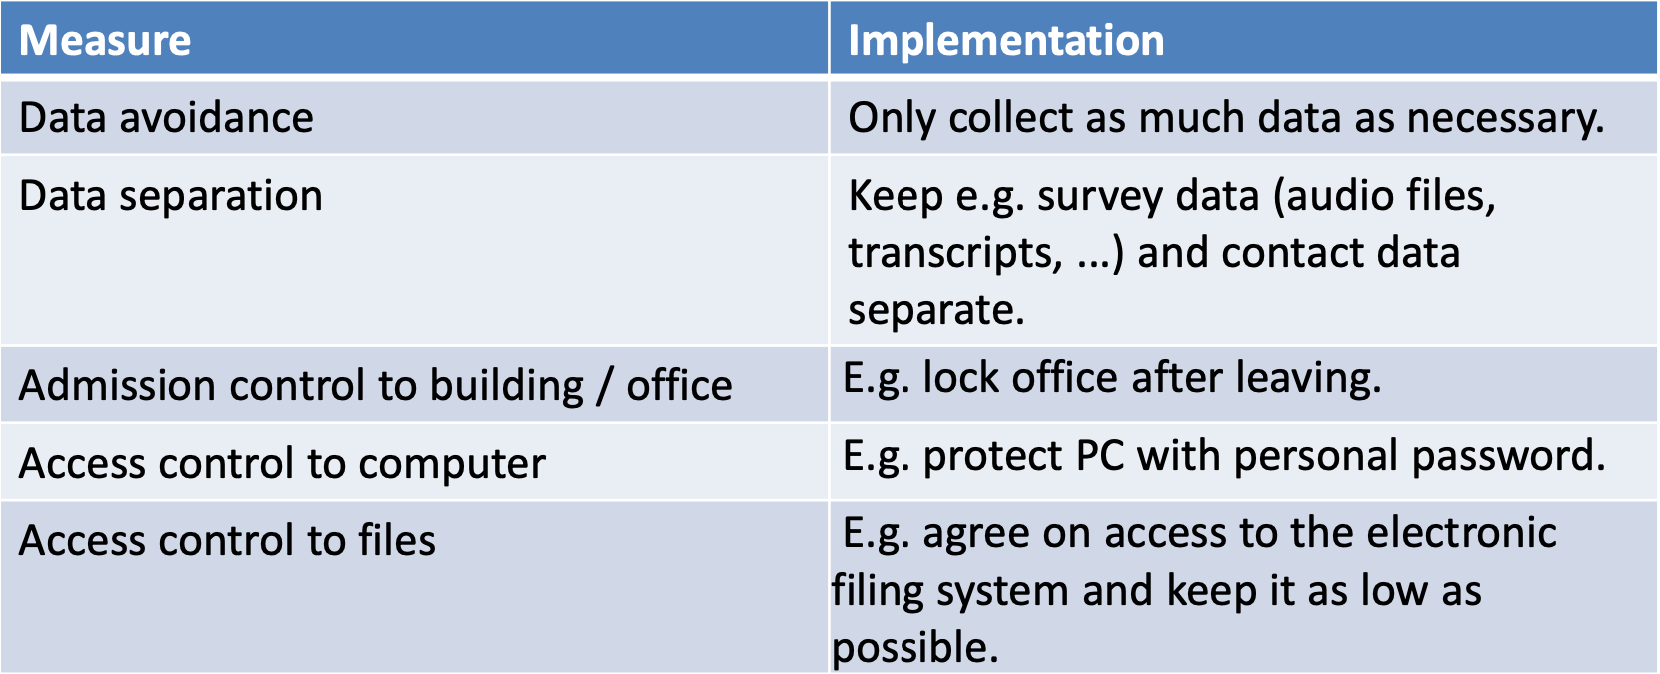 Measure
Implementation
Data avoidance
Only collect as much data as necessary.
Data separation
Keep e.g. survey data (audio files,
transcripts, ...) and contact data
separate.
Admission control to building / office
E.g. lock office after leaving.
Access control to computer
E.g. protect PC with personal password.
Access control to files
E.g. agree on access to the electronic
filing system and keep it as low as
possible.